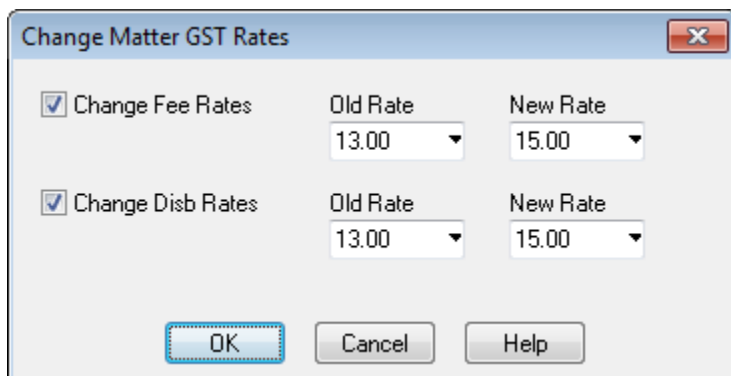 Change Matter GST Rates
Change Fee Rates Old Rate New Rate
13.00 15.00
Change Disb Rates Old Rate New Rate
13.00 15.00
OK Cancel Help